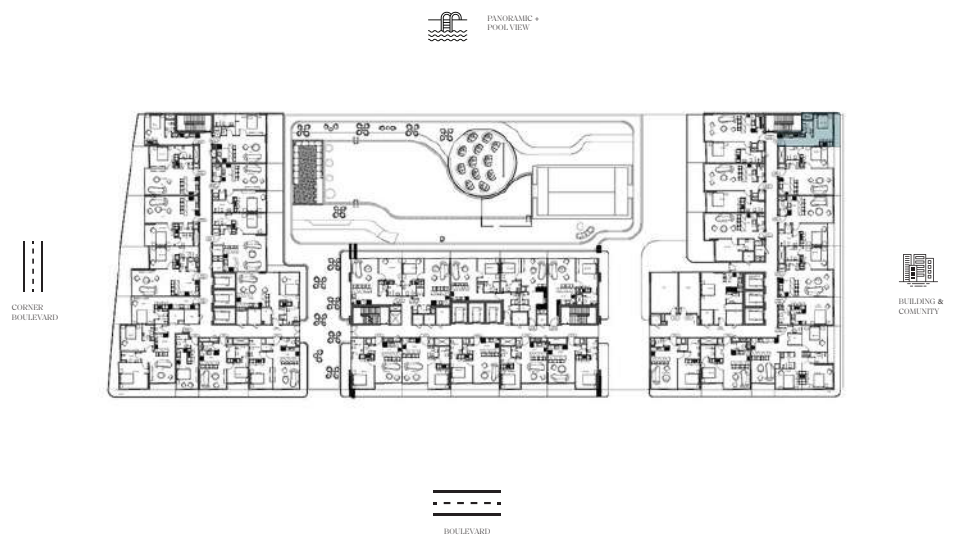 PANORAMIC +
POOL VIEW
CORNER
BOULEVARD
BUILDING &
COMUNITY
BOULEVARD